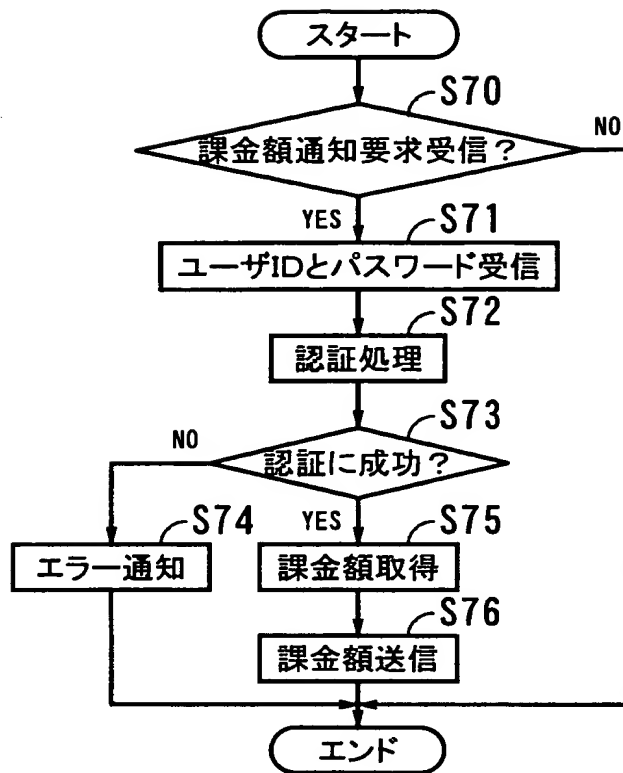 スタート
S70
課金額通知要求受信?
NO
YES
S71
ユーザIDとパスワード受信
S72
認証処理
S73
NO
認証に成功?
S74
YES
S75
エラー通知
課金額取得
S76
課金額送信
エンド